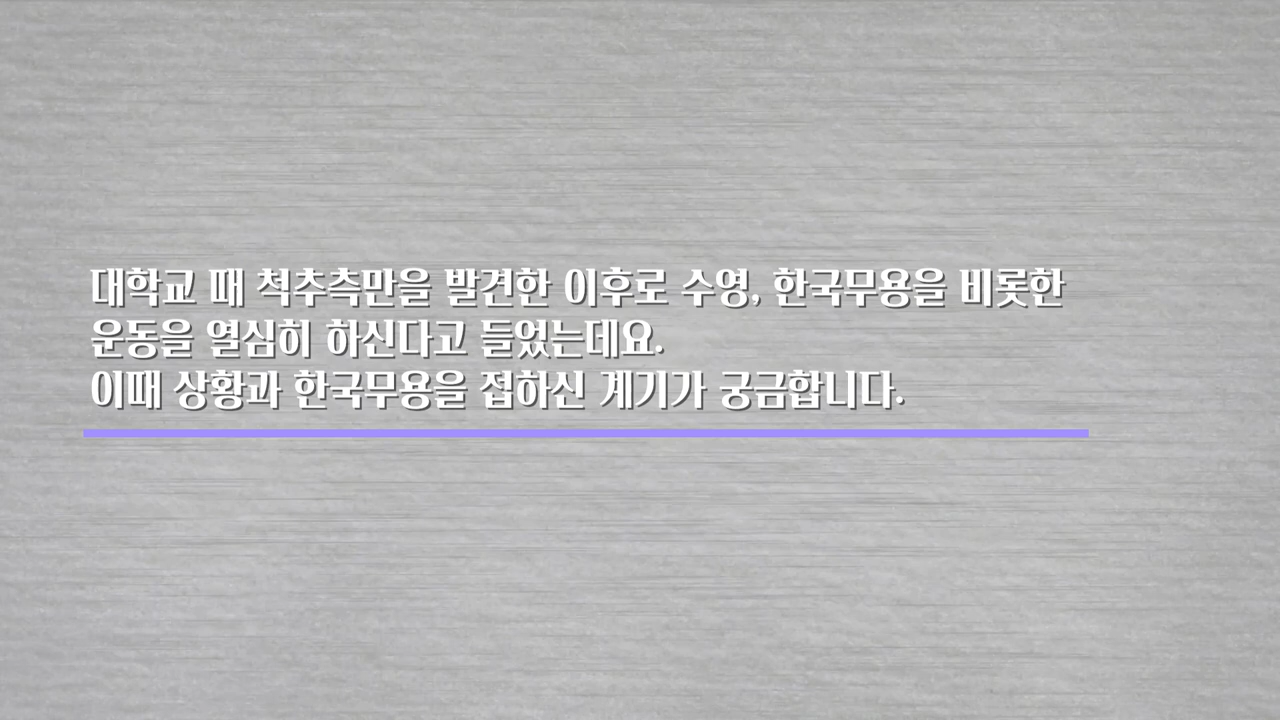 대학교 때 척추측만을 발견한 이후로 수영, 한국무용을 비롯한
운동을 열심히 하신다고 들었는데요.
이때 상황과 한국무용을 접하신 계기가 궁금합니다.